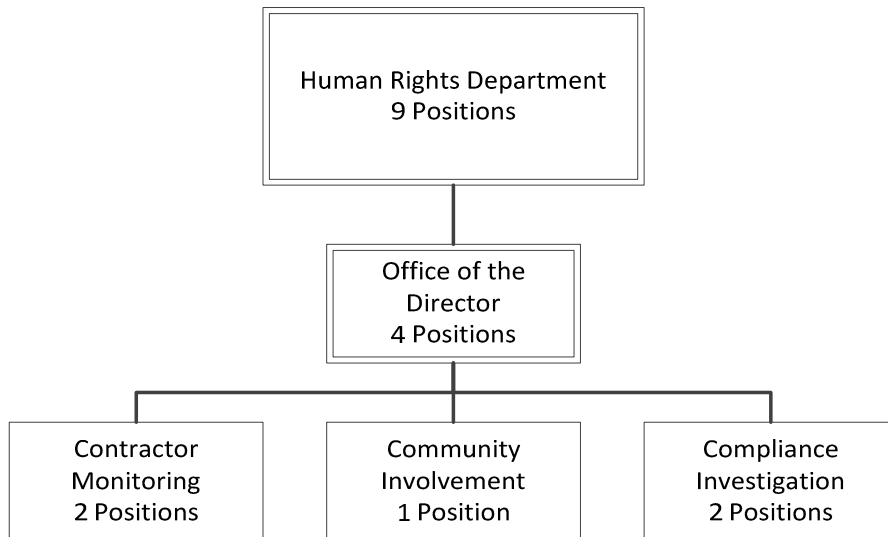 Human Rights Department
9 Positions
Office of the
Director
4 Positions
Contractor
Monitoring
2 Positions
Community
Involvement
1 Position
Compliance
Investigation
2 Positions